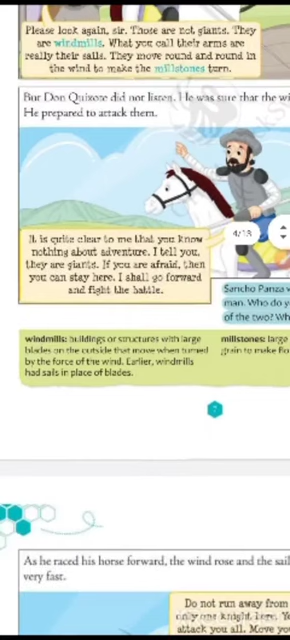 Please look again, sir. Those are not giants. They
are windmills. What you call their arms are
really their sails. They move round and round in
the wind to make the millstones turn.
But Don Quixote did not listen. He was sure that the wi
He prepared to attack them.
4/13
It is quite clear to me that you know
nothing about adventure. I tell you,
they are giants. If you are afraid, then
you can stay here. I shall go forward
and fight the battle.
Sancho Panza
man. Who do y
of the two? Wh
windmills: buildings or structures with large
blades on the outside that move when turned
by the force of the wind. Earlier, windmills
had sails in place of blades.
millstones: large
grain to make flo
7
As he raced his horse forward, the wind rose and the sail
very fast.
Do not run away from
only one knight here. Y
attack you all. Move yo